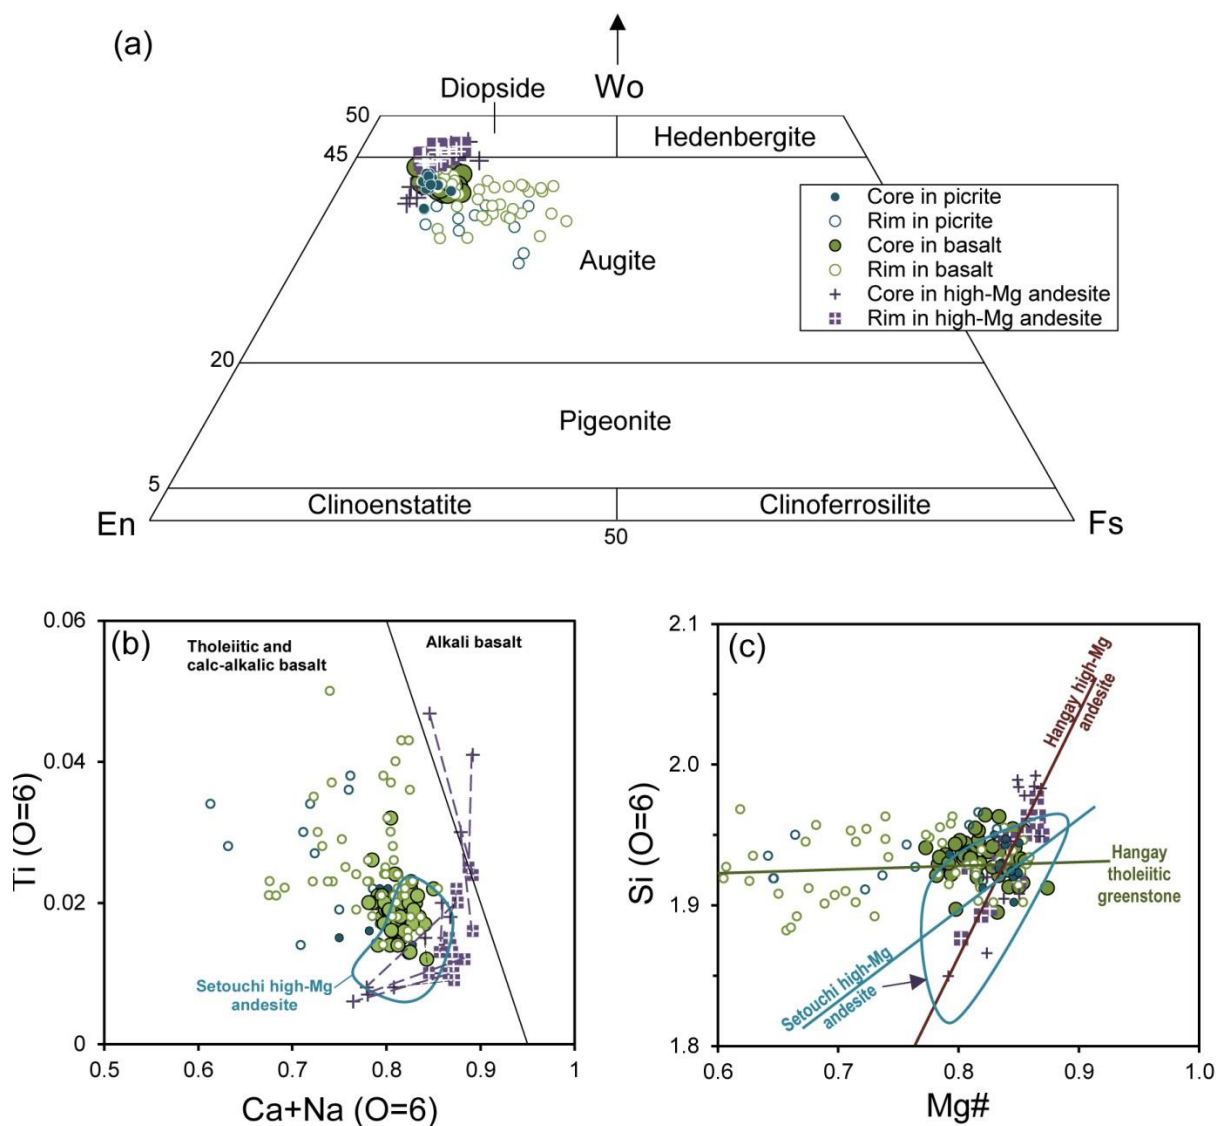 (a)
Wo
Diopside
50
Hedenbergite
45
Core in picrite
Rim in picrite
Core in basalt
Rim in basalt
Core in high-Mg andesite
Rim in high-Mg andesite
Augite
20
Pigeonite
5
Clinoenstatite
Clinoferrosilite
En
50
Fs
(b)
0.06
0.04
0.02
0
Ti (O=6)
Tholeiitic and
calc-alkalic basalt
Alkali basalt
Setouchi high-Mg
andesite
0.5
0.6
0.7
0.8
0.9
1
Ca+Na (O=6)
(c)
2.1
2.0
1.9
1.8
Si (O=6)
Hangay high-Mg
andesite
Hangay
tholeiitic
greenstone
Setouchi high-Mg
andesite
0.6
0.7
0.8
0.9
1.0
Mg#